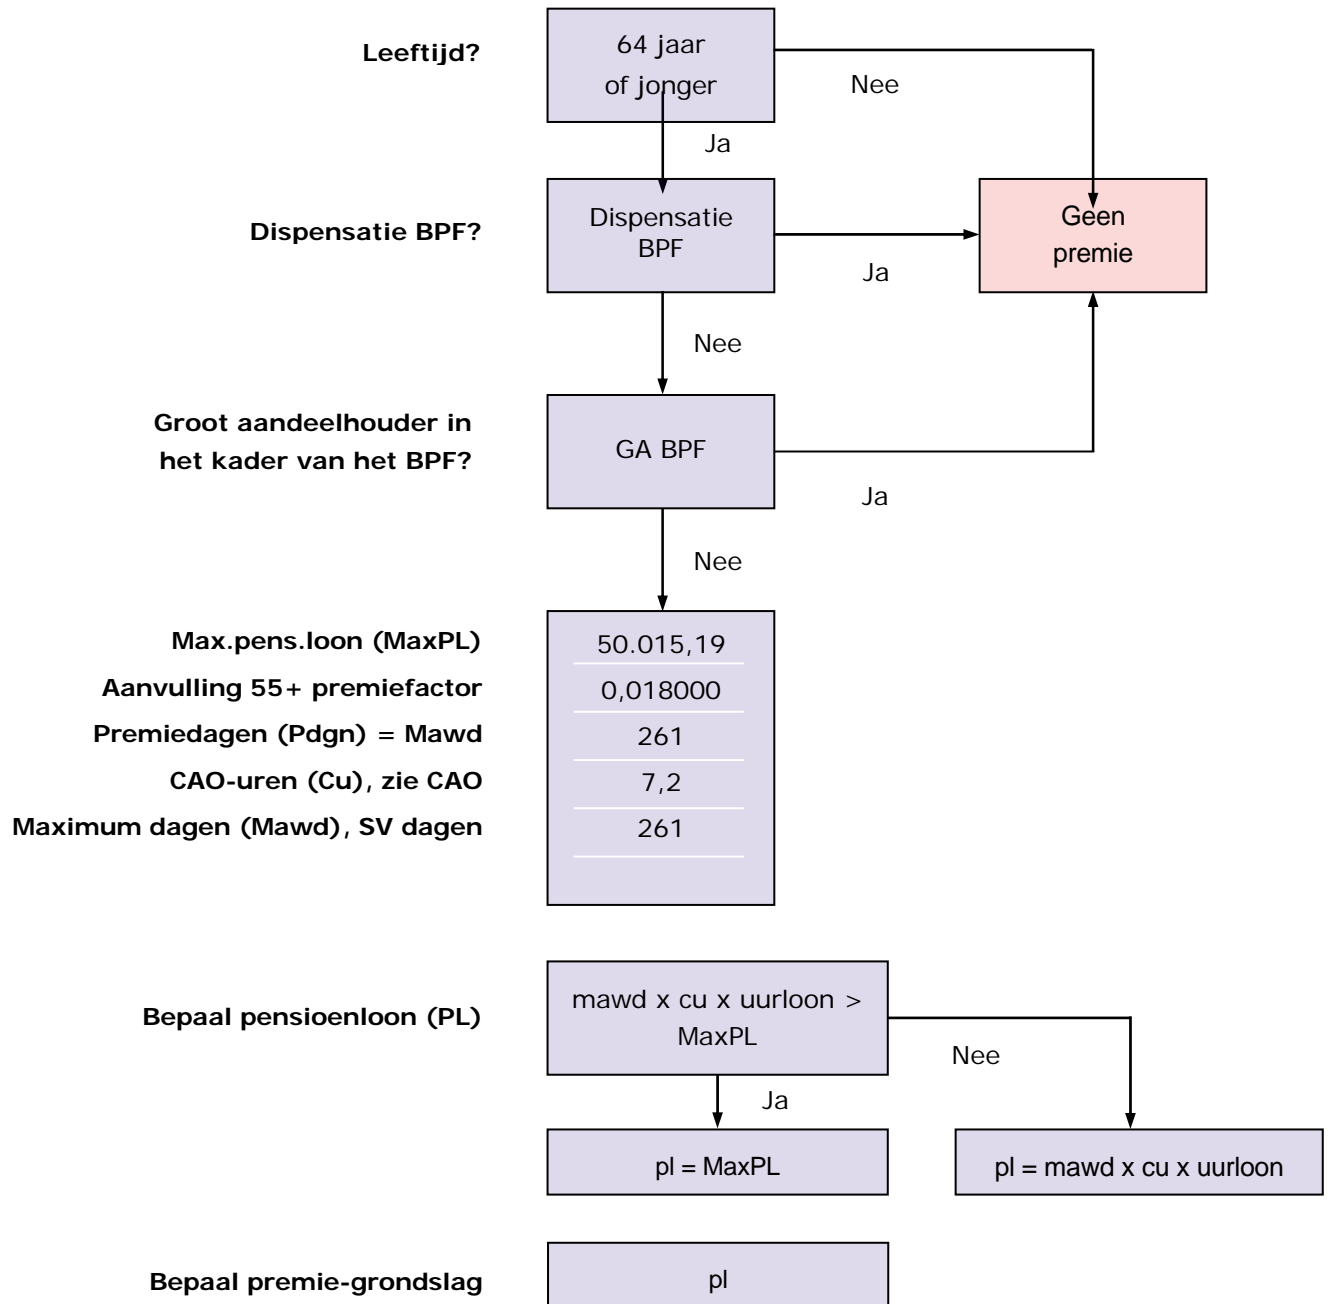 Leeftijd?
64 jaar
of jonger
Nee
Ja
Dispensatie BPF?
Dispensatie
BPF
Ja
Geen
premie
Nee
Groot aandeelhouder in
het kader van het BPF?
GA BPF
Ja
Nee
Max.pens.loon (MaxPL)
50.015,19
Aanvulling 55+ premiefactor
0,018000
Premiedagen (Pdgn) = Mawd
261
CAO-uren (Cu), zie CAO
7,2
Maximum dagen (Mawd), SV dagen
261
Bepaal pensioenloon (PL)
mawd x cu x uurloon >
MaxPL
Nee
Ja
pl = MaxPL
pl = mawd x cu x uurloon
Bepaal premie-grondslag
pl